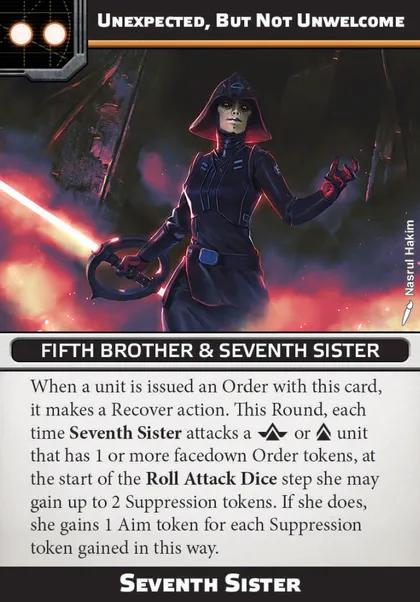 Unexpected, But Not Unwelcome
Nasrul Hakim
FIFTH BROTHER & SEVENTH SISTER
When a unit is issued an Order with this card,
it makes a Recover action. This Round, each
time Seventh Sister attacks a or unit
that has 1 or more facedown Order tokens, at
the start of the Roll Attack Dice step she may
gain up to 2 Suppression tokens. If she does,
she gains 1 Aim token for each Suppression
token gained in this way.
Seventh Sister